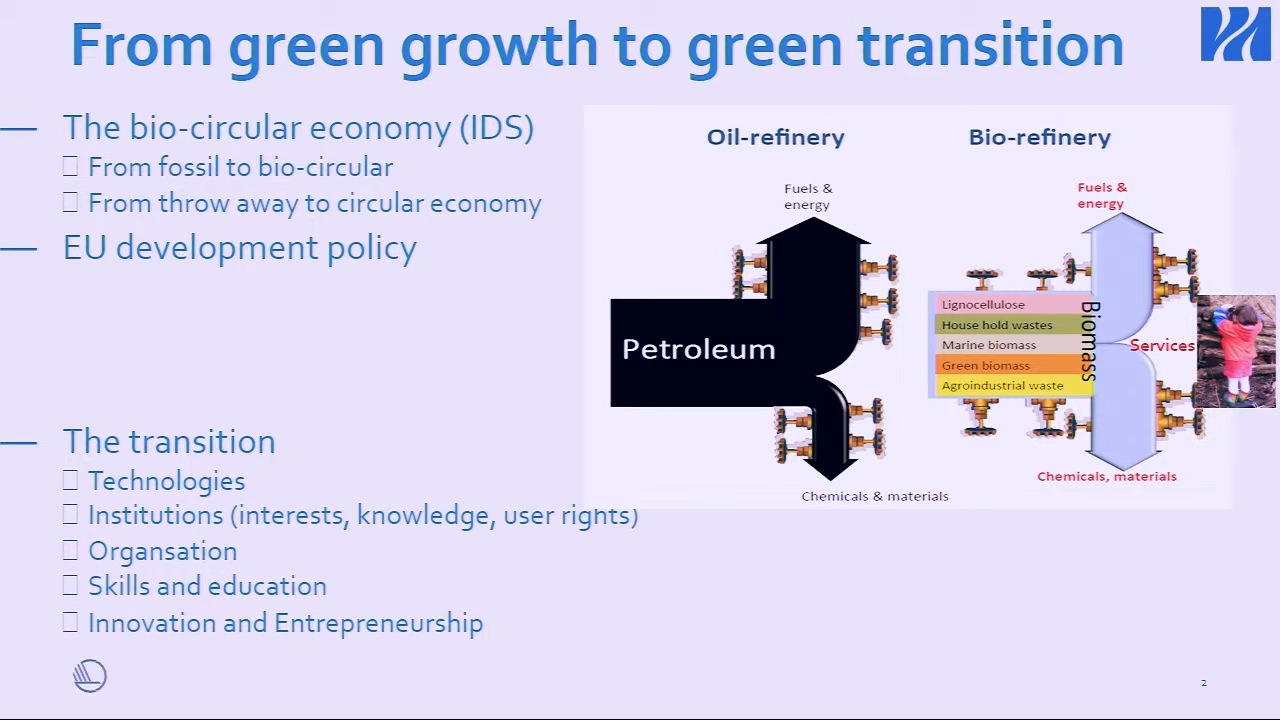 From green growth to green transition
The bio-circular economy (IDS)
From fossil to bio-circular
From throw away to circular economy
EU development policy
The transition
Technologies
Institutions (interests, knowledge, user rights)
Organsation
Skills and education
Innovation and Entrepreneurship
Oil-refinery
Fuels &
energy
Petroleum
Chemicals & materials
Bio-refinery
Fuels &
energy
Lignocellulose
House hold wastes
Marine biomass
Green biomass
Agroindustrial waste
Biomass
Services
Chemicals, materials
2